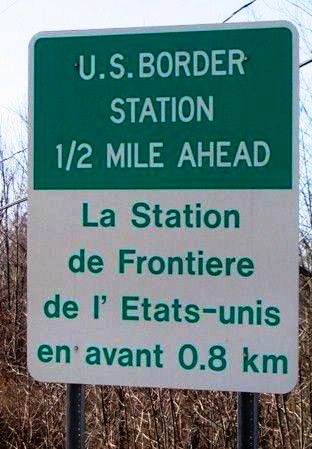 U.S. BORDER
STATION
1/2 MILE AHEAD
La Station
de Frontiere
de l' Etats-unis
en avant 0.8 km